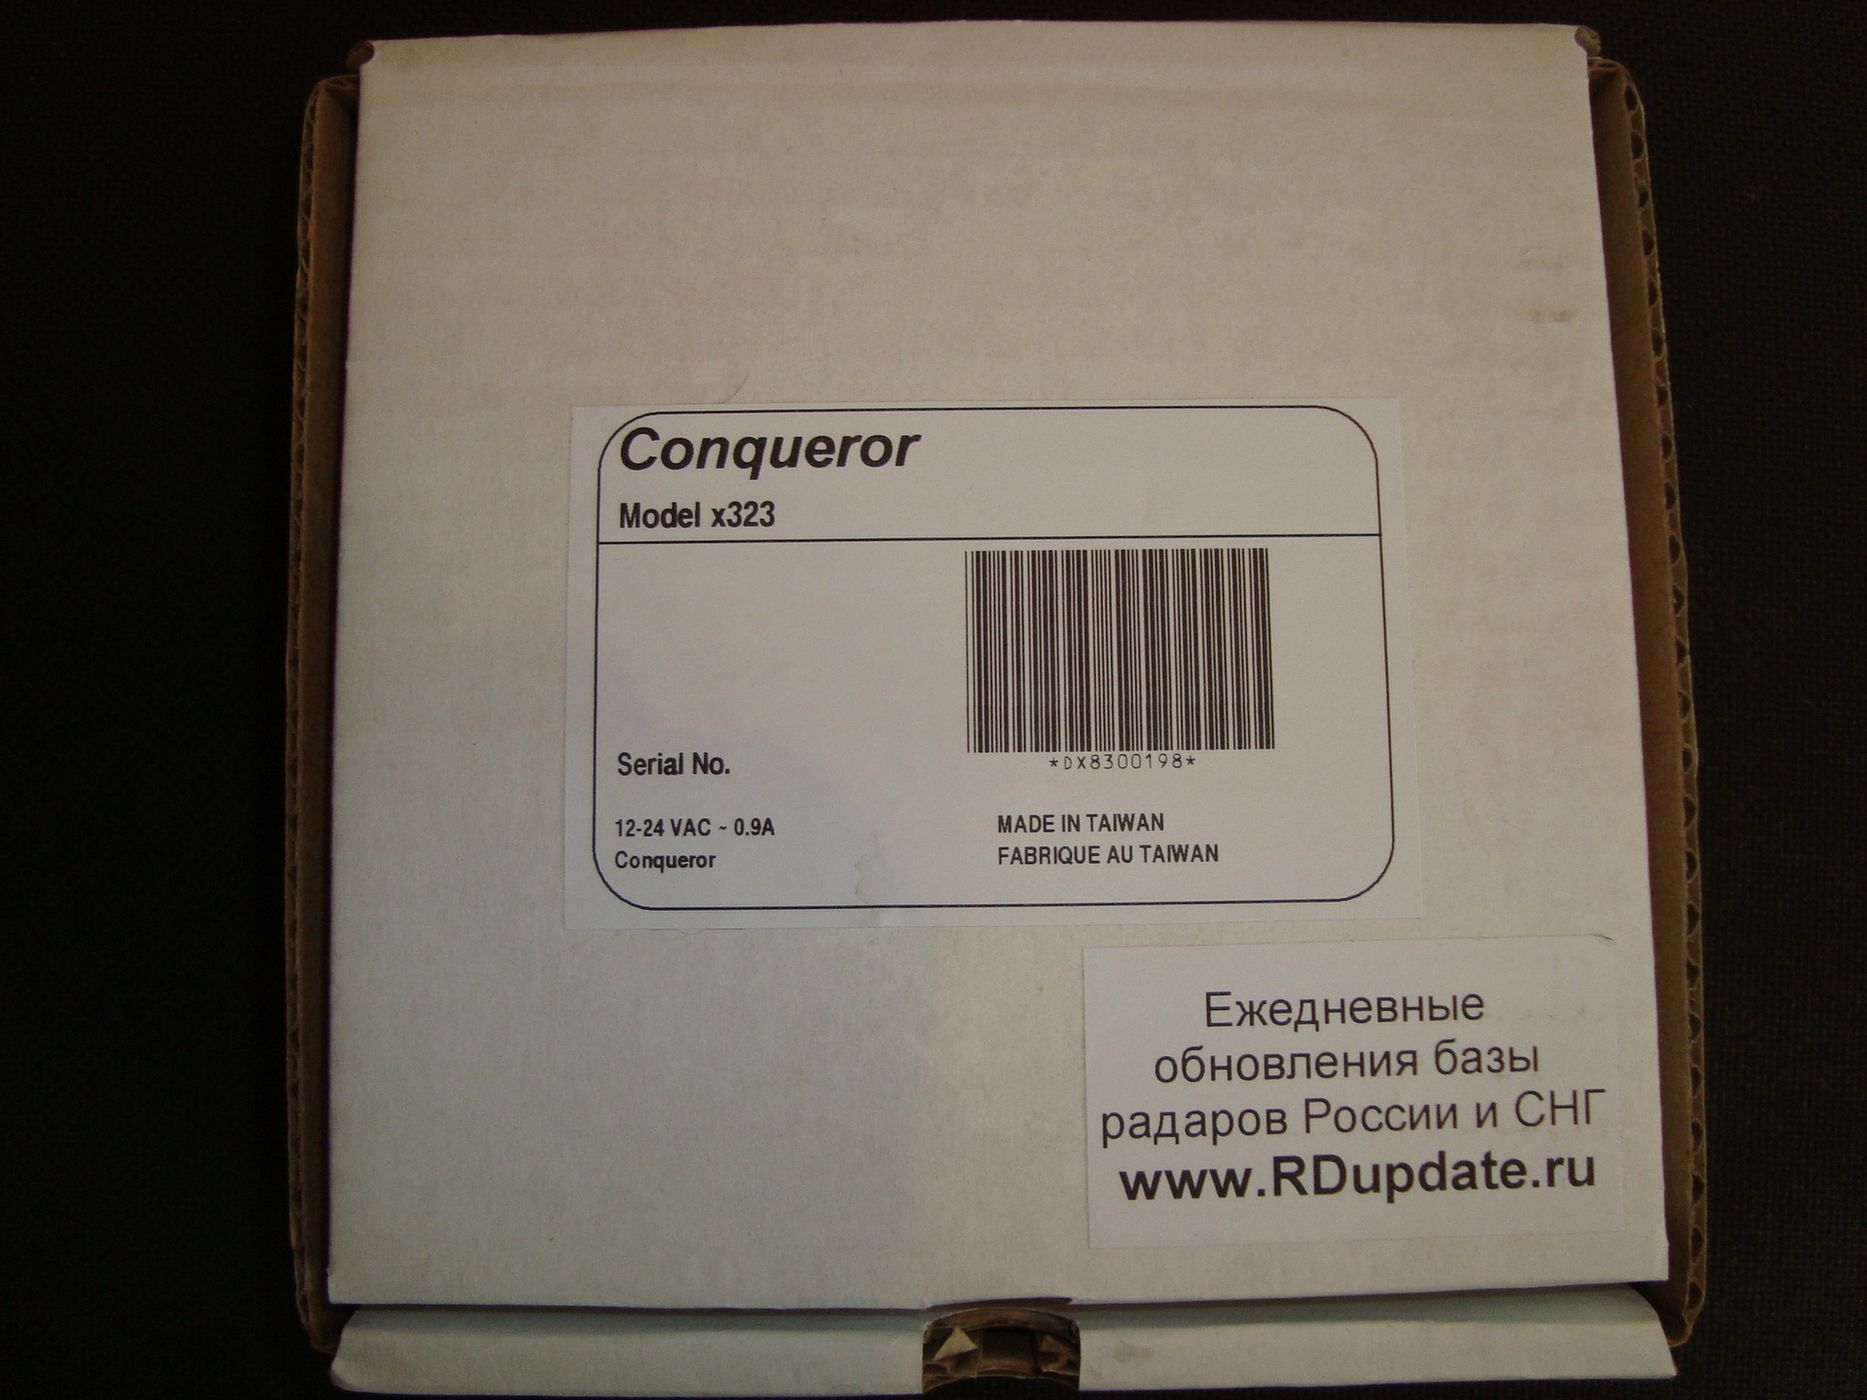 Conqueror
Model x323
*DX8300198*
Serial No.
12-24 VAC ~ 0.9A
Conqueror
MADE IN TAIWAN
FABRIQUE AU TAIWAN
Ежедневные
обновления базы
радаров России и СНГ
www.RDupdate.ru